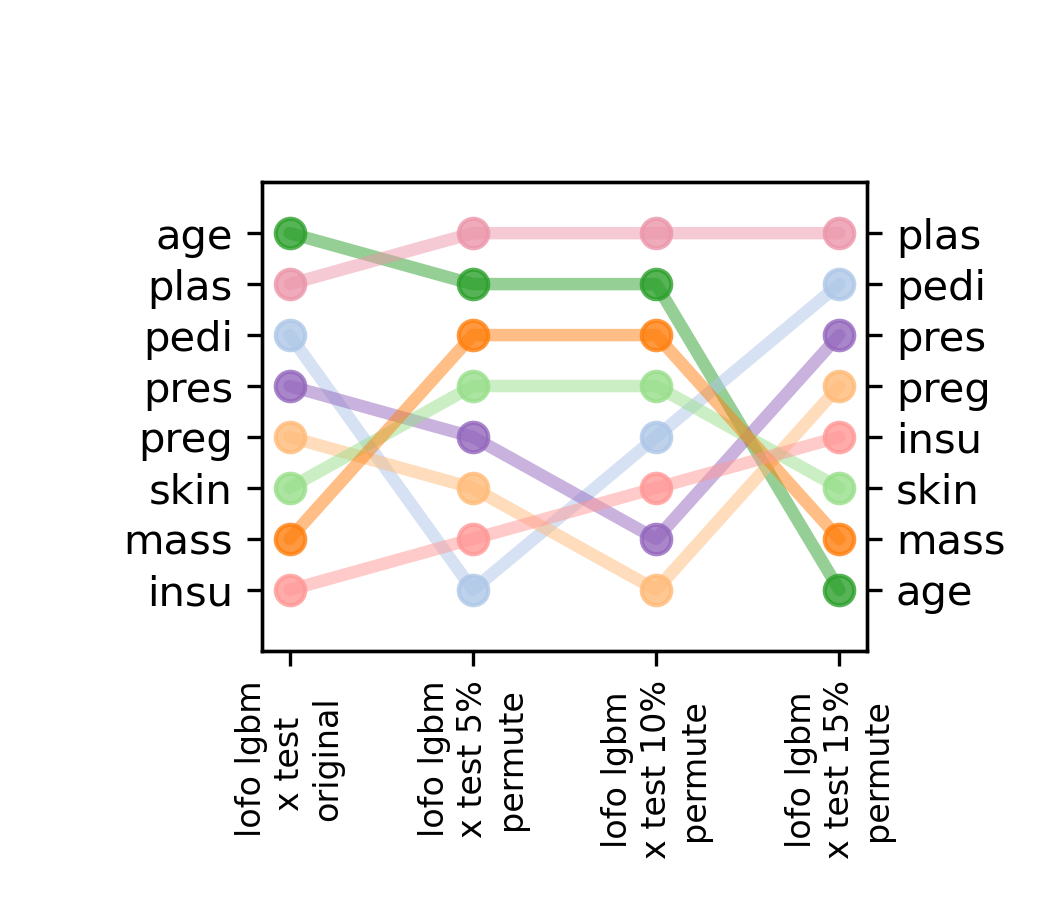 age
plas
pedi
pres
preg
skin
mass
insu
plas
pedi
pres
preg
insu
skin
mass
age
lofo lgbm
x test
original
lofo lgbm
x test 5%
permute
lofo lgbm
x test 10%
permute
lofo lgbm
x test 15%
permute